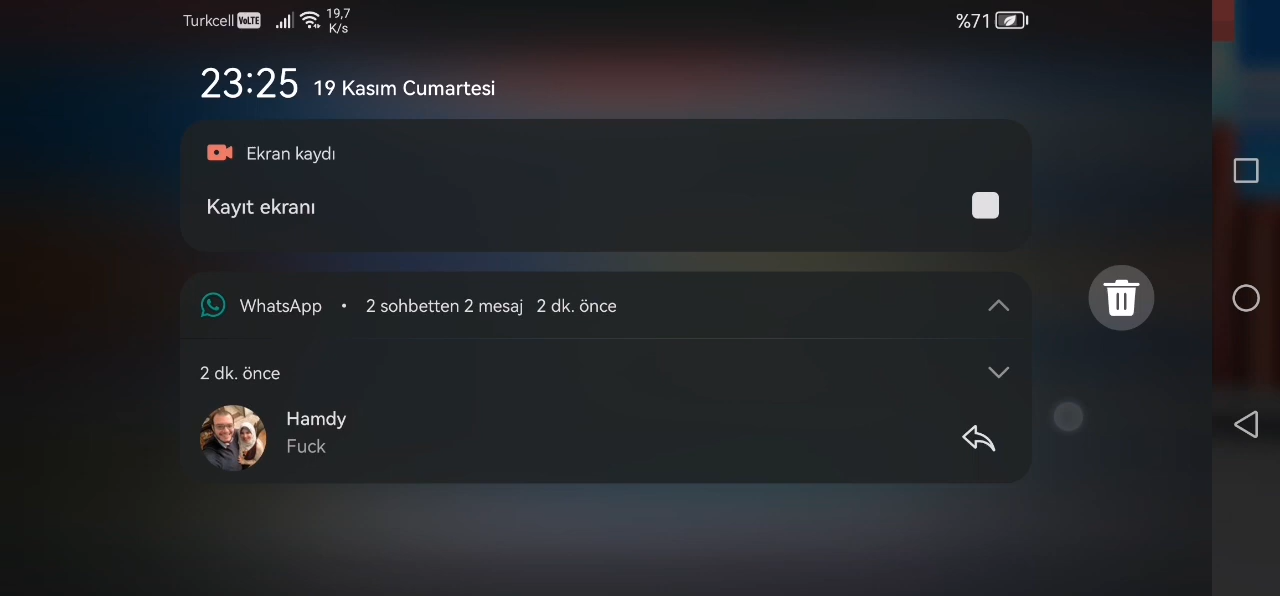 Turkcell VoLTE 19,7 K/s %71
23:25 19 Kasım Cumartesi
Ekran kaydı
Kayıt ekranı
WhatsApp • 2 sohbetten 2 mesaj 2 dk. önce
2 dk. önce
Hamdy
Fuck